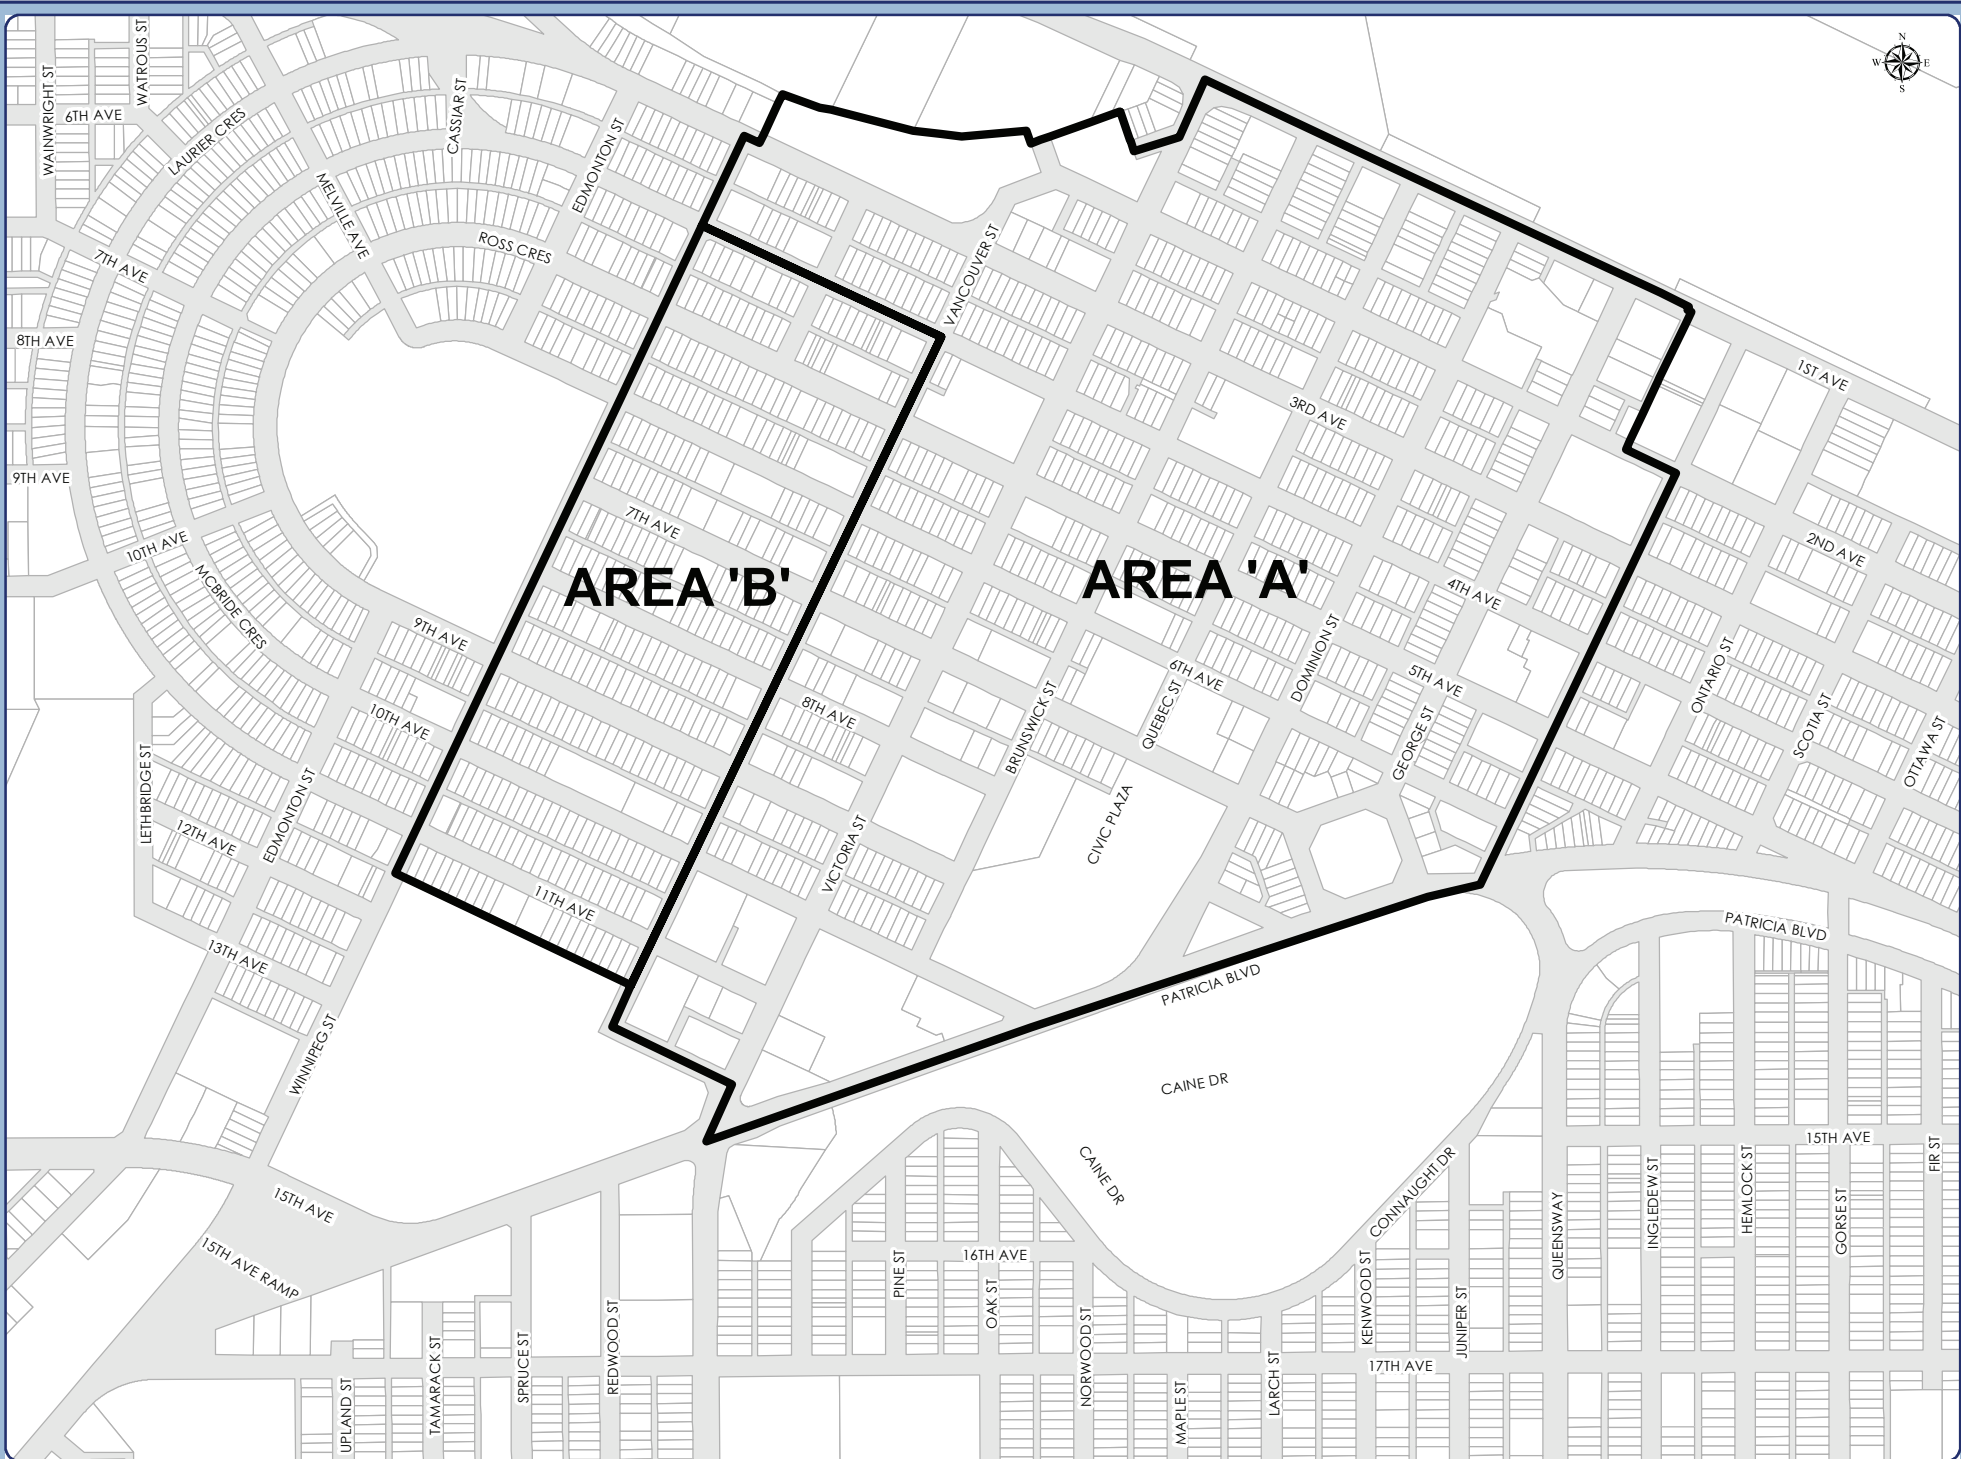 WATROUS ST
WAINWRIGHT ST
6TH AVE
LAURIER CRES
CASSIAR ST
EDMONTON ST
MELVILLE AVE
ROSS CRES
7TH AVE
8TH AVE
9TH AVE
10TH AVE
MCBRIDE CRES
9TH AVE
10TH AVE
LETHBRIDGE ST
12TH AVE
EDMONTON ST
13TH AVE
WINNIPEG ST
15TH AVE
15TH AVE RAMP
N
W
E
S
VANCOUVER ST
1ST AVE
3RD AVE
7TH AVE
2ND AVE
AREA 'B'
AREA 'A'
4TH AVE
DOMINION ST
6TH AVE
5TH AVE
QUEBEC ST
BRUNSWICK ST
8TH AVE
GEORGE ST
ONTARIO ST
SCOTIA ST
OTTAWA ST
CIVIC PLAZA
VICTORIA ST
11TH AVE
PATRICIA BLVD
PATRICIA BLVD
CAINE DR
CAINE DR
CONNAUGHT DR
15TH AVE
FIR ST
QUEENSWAY
INGLEDEW ST
HEMLOCK ST
GORSE ST
PINE ST
16TH AVE
OAK ST
NORWOOD ST
KENWOOD ST
JUNIPER ST
17TH AVE
MAPLE ST
LARCH ST
UPLAND ST
TAMARACK ST
SPRUCE ST
REDWOOD ST